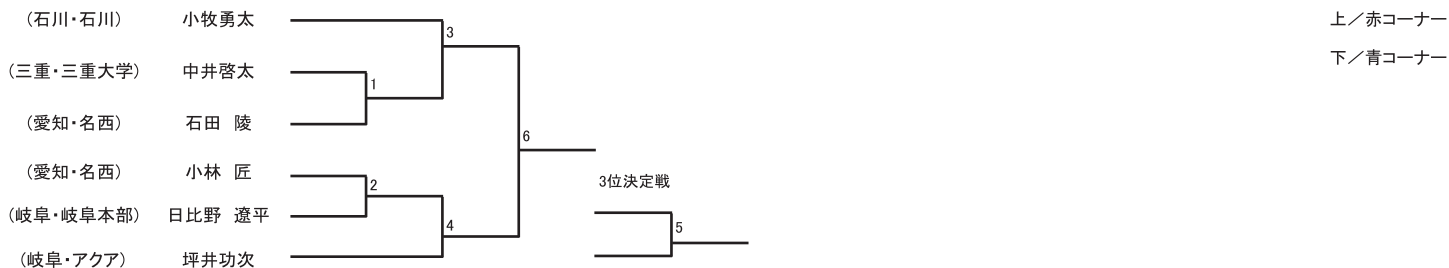 (石川・石川) 小牧勇太
3
上／赤コーナー
下／青コーナー
(三重・三重大学) 中井啓太
1
(愛知・名西) 石田 陵
6
(愛知・名西) 小林 匠
2
3位決定戦
(岐阜・岐阜本部) 日比野 遼平
4
5
(岐阜・アクア) 坪井功次